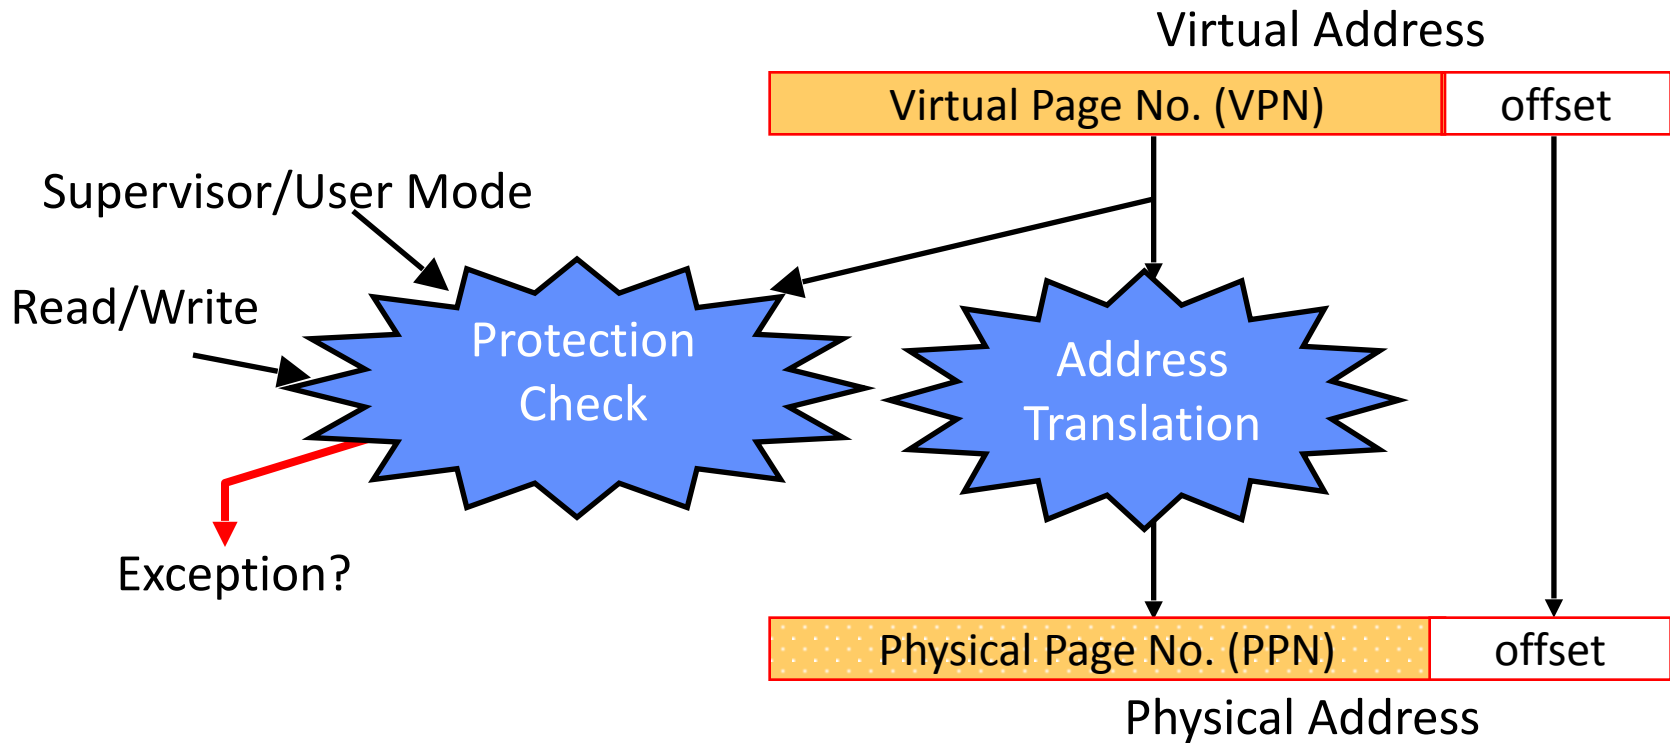 Virtual Address
Virtual Page No. (VPN)
offset
Supervisor/User Mode
Read/Write
Protection
Check
Address
Translation
Exception?
Physical Page No. (PPN)
offset
Physical Address